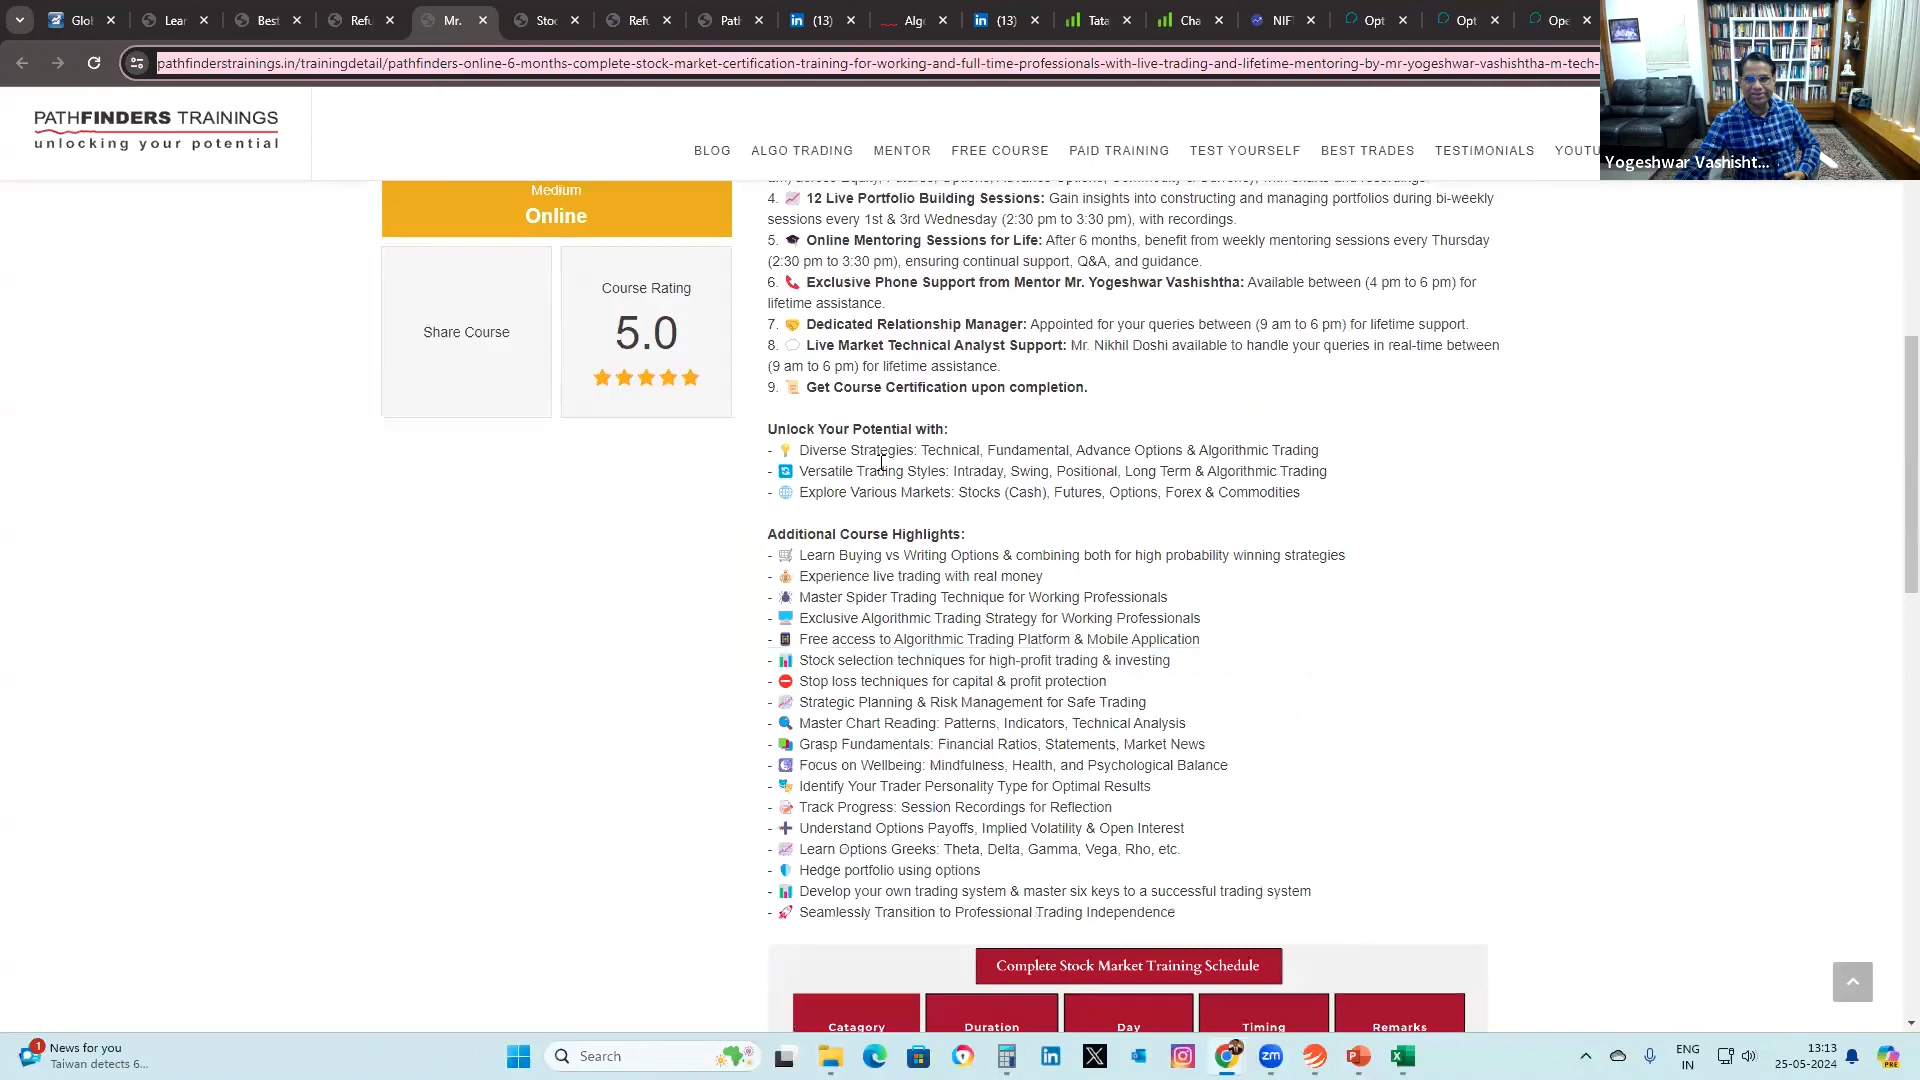 Glob
Lear
Best
Refu
Mr.
Stoc
Refu
Path
(13)
Algo
(13)
Tata
Cha
NIF
Opt
Opt
Ope
pathfinderstrainings.in/trainingdetail/pathfinders-online-6-months-complete-stock-market-certification-training-for-working-and-full-time-professionals-with-live-trading-and-lifetime-mentoring-by-mr-yogeshwar-vashishtha-m-tech-
PATHFINDERS TRAININGS
unlocking your potential
BLOG ALGO TRADING MENTOR FREE COURSE PAID TRAINING TEST YOURSELF BEST TRADES TESTIMONIALS YOUTU
Yogeshwar Vashisht...
Medium
Online
Share Course
Course Rating
5.0
4. 📈 12 Live Portfolio Building Sessions: Gain insights into constructing and managing portfolios during bi-weekly
sessions every 1st & 3rd Wednesday (2:30 pm to 3:30 pm), with recordings.
5. 🎓 Online Mentoring Sessions for Life: After 6 months, benefit from weekly mentoring sessions every Thursday
(2:30 pm to 3:30 pm), ensuring continual support, Q&A, and guidance.
6. 📞 Exclusive Phone Support from Mentor Mr. Yogeshwar Vashishtha: Available between (4 pm to 6 pm) for
lifetime assistance.
7. 🤝 Dedicated Relationship Manager: Appointed for your queries between (9 am to 6 pm) for lifetime support.
8. 💬 Live Market Technical Analyst Support: Mr. Nikhil Doshi available to handle your queries in real-time between
(9 am to 6 pm) for lifetime assistance.
9. 📜 Get Course Certification upon completion.
Unlock Your Potential with:
- 💡 Diverse Strategies: Technical, Fundamental, Advance Options & Algorithmic Trading
- 🔄 Versatile Trading Styles: Intraday, Swing, Positional, Long Term & Algorithmic Trading
- 🌐 Explore Various Markets: Stocks (Cash), Futures, Options, Forex & Commodities
Additional Course Highlights:
- 🛒 Learn Buying vs Writing Options & combining both for high probability winning strategies
- 💰 Experience live trading with real money
- 🕷 Master Spider Trading Technique for Working Professionals
- 🖥 Exclusive Algorithmic Trading Strategy for Working Professionals
- 📱 Free access to Algorithmic Trading Platform & Mobile Application
- 📊 Stock selection techniques for high-profit trading & investing
- ⛔ Stop loss techniques for capital & profit protection
- 📈 Strategic Planning & Risk Management for Safe Trading
- 🔍 Master Chart Reading: Patterns, Indicators, Technical Analysis
- 📚 Grasp Fundamentals: Financial Ratios, Statements, Market News
- Focus on Wellbeing: Mindfulness, Health, and Psychological Balance
- 🎭 Identify Your Trader Personality Type for Optimal Results
- 📝 Track Progress: Session Recordings for Reflection
- ➕ Understand Options Payoffs, Implied Volatility & Open Interest
- 📈 Learn Options Greeks: Theta, Delta, Gamma, Vega, Rho, etc.
- 🛡 Hedge portfolio using options
- 📊 Develop your own trading system & master six keys to a successful trading system
- 🚀 Seamlessly Transition to Professional Trading Independence
Complete Stock Market Training Schedule
Catagory Duration Day Timing Remarks
News for you
Taiwan detects 6...
Search
ENG
IN
13:13
25-05-2024